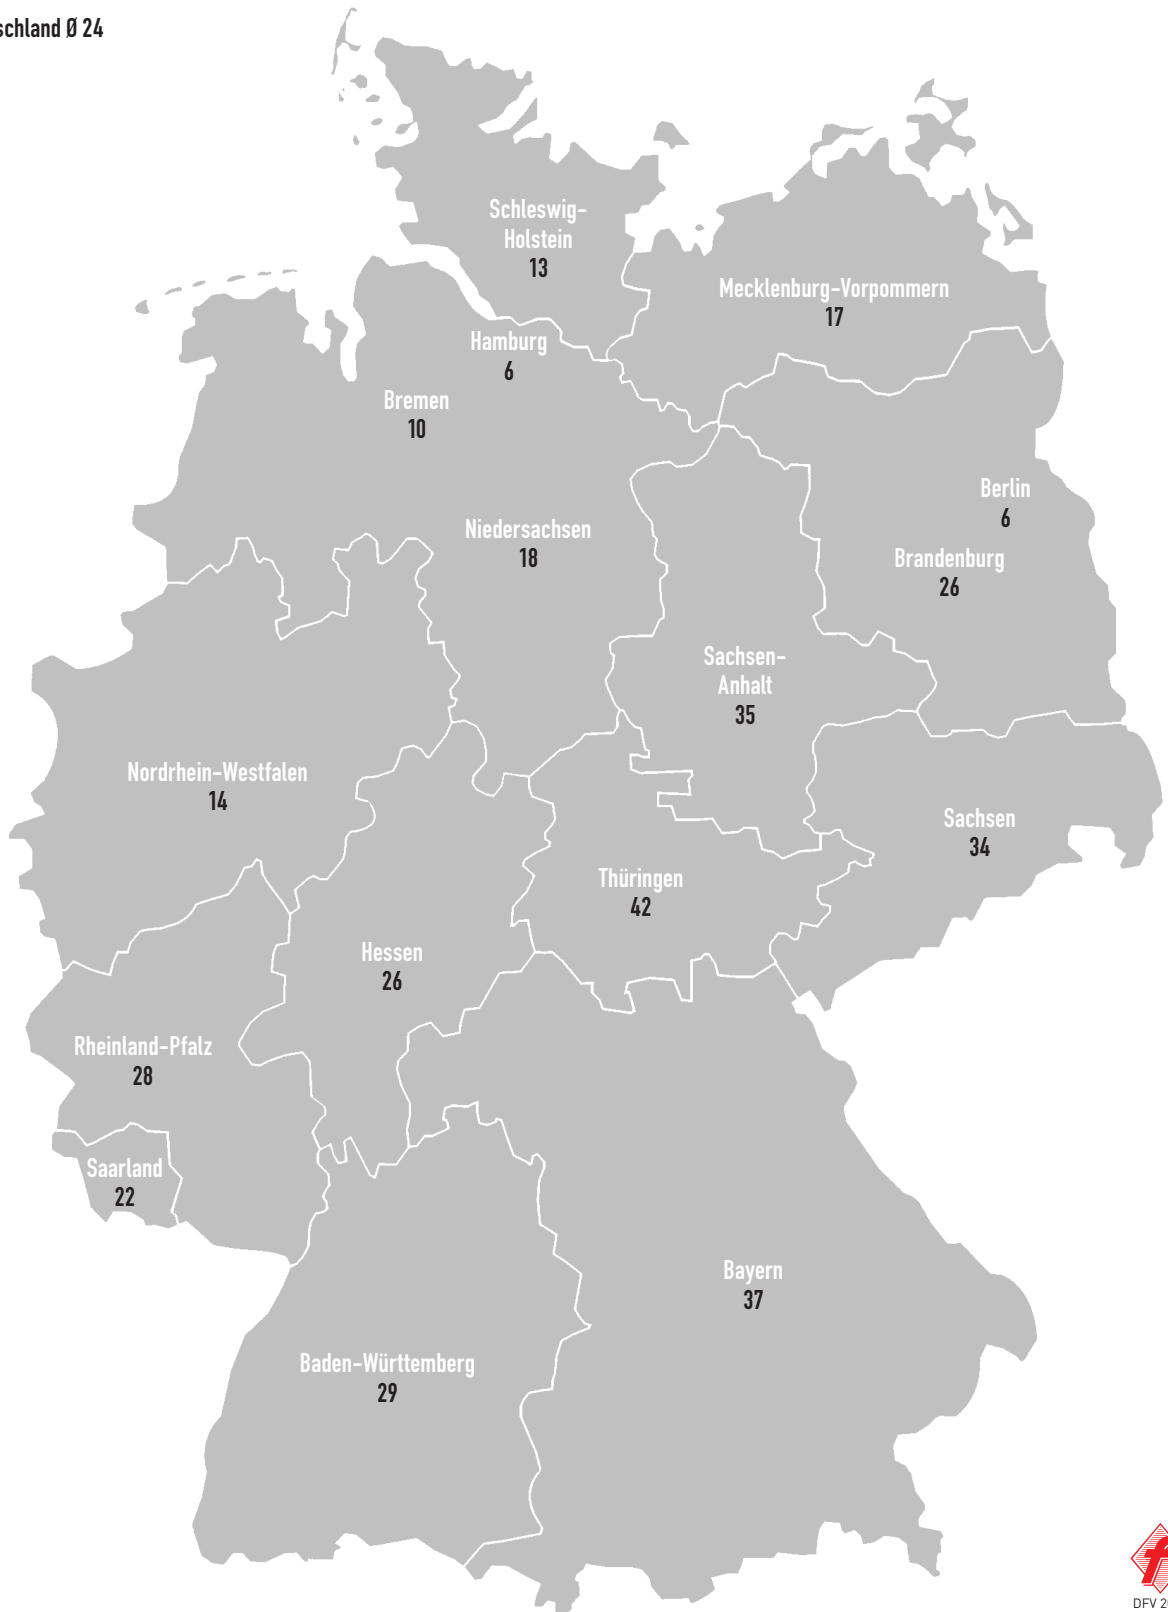 schland Ø 24
Schleswig-
Holstein
13
Mecklenburg-Vorpommern
17
Hamburg
6
Bremen
10
Berlin
6
Niedersachsen
18
Brandenburg
26
Sachsen-
Anhalt
35
Nordrhein-Westfalen
14
Sachsen
34
Thüringen
42
Hessen
26
Rheinland-Pfalz
28
Saarland
22
Bayern
37
Baden-Württemberg
29
f
DFV